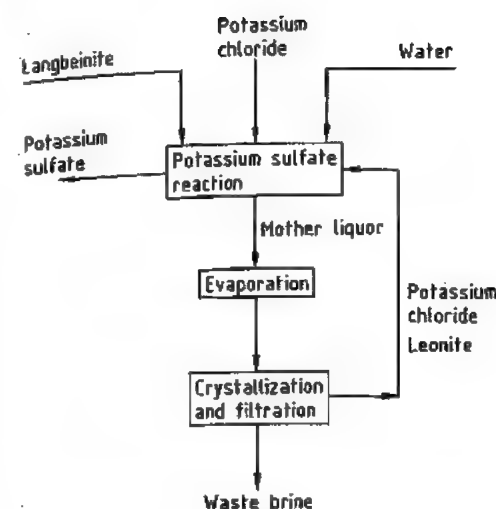 Potassium
chloride
Langbeinite
Water
Potassium
sulfate
Potassium sulfate
reaction
Mother liquor
Evaporation
Potassium
chloride
Leonite
Crystallization
and filtration
Waste brine